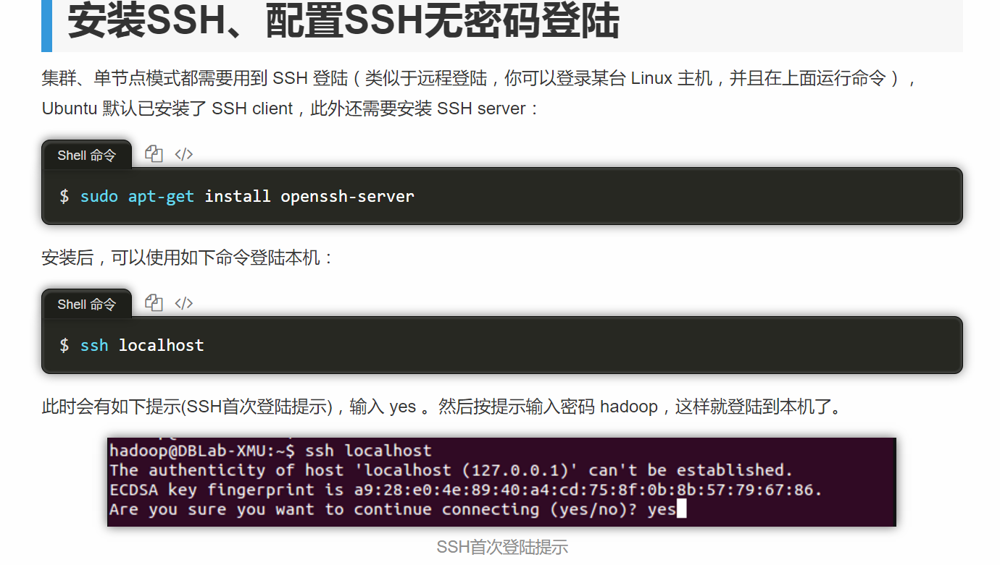 安装SSH、配置SSH无密码登陆
集群、单节点模式都需要用到 SSH 登陆（类似于远程登陆，你可以登录某台 Linux 主机，并且在上面运行命令），
Ubuntu 默认已安装了 SSH client，此外还需要安装 SSH server：
Shell 命令
$ sudo apt-get install openssh-server
安装后，可以使用如下命令登陆本机：
Shell 命令
$ ssh localhost
此时会有如下提示(SSH首次登陆提示)，输入 yes 。然后按提示输入密码 hadoop，这样就登陆到本机了。
hadoop@DBLab-XMU:~$ ssh localhost
The authenticity of host 'localhost (127.0.0.1)' can't be established.
ECDSA key fingerprint is a9:28:e0:4e:89:40:a4:cd:75:8f:0b:8b:57:79:67:86.
Are you sure you want to continue connecting (yes/no)? yes
SSH首次登陆提示